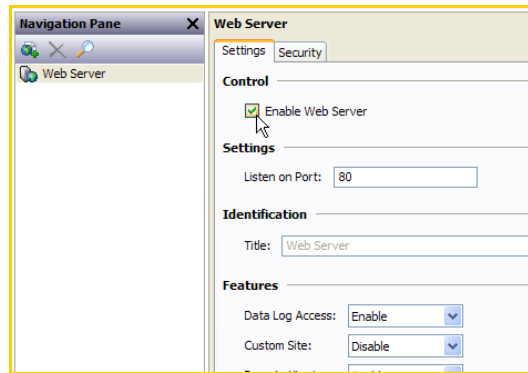 Navigation Pane
Web Server
Web Server
Settings Security
Control
Enable Web Server
Settings
Listen on Port: 80
Identification
Title: Web Server
Features
Data Log Access: Enable
Custom Site: Disable